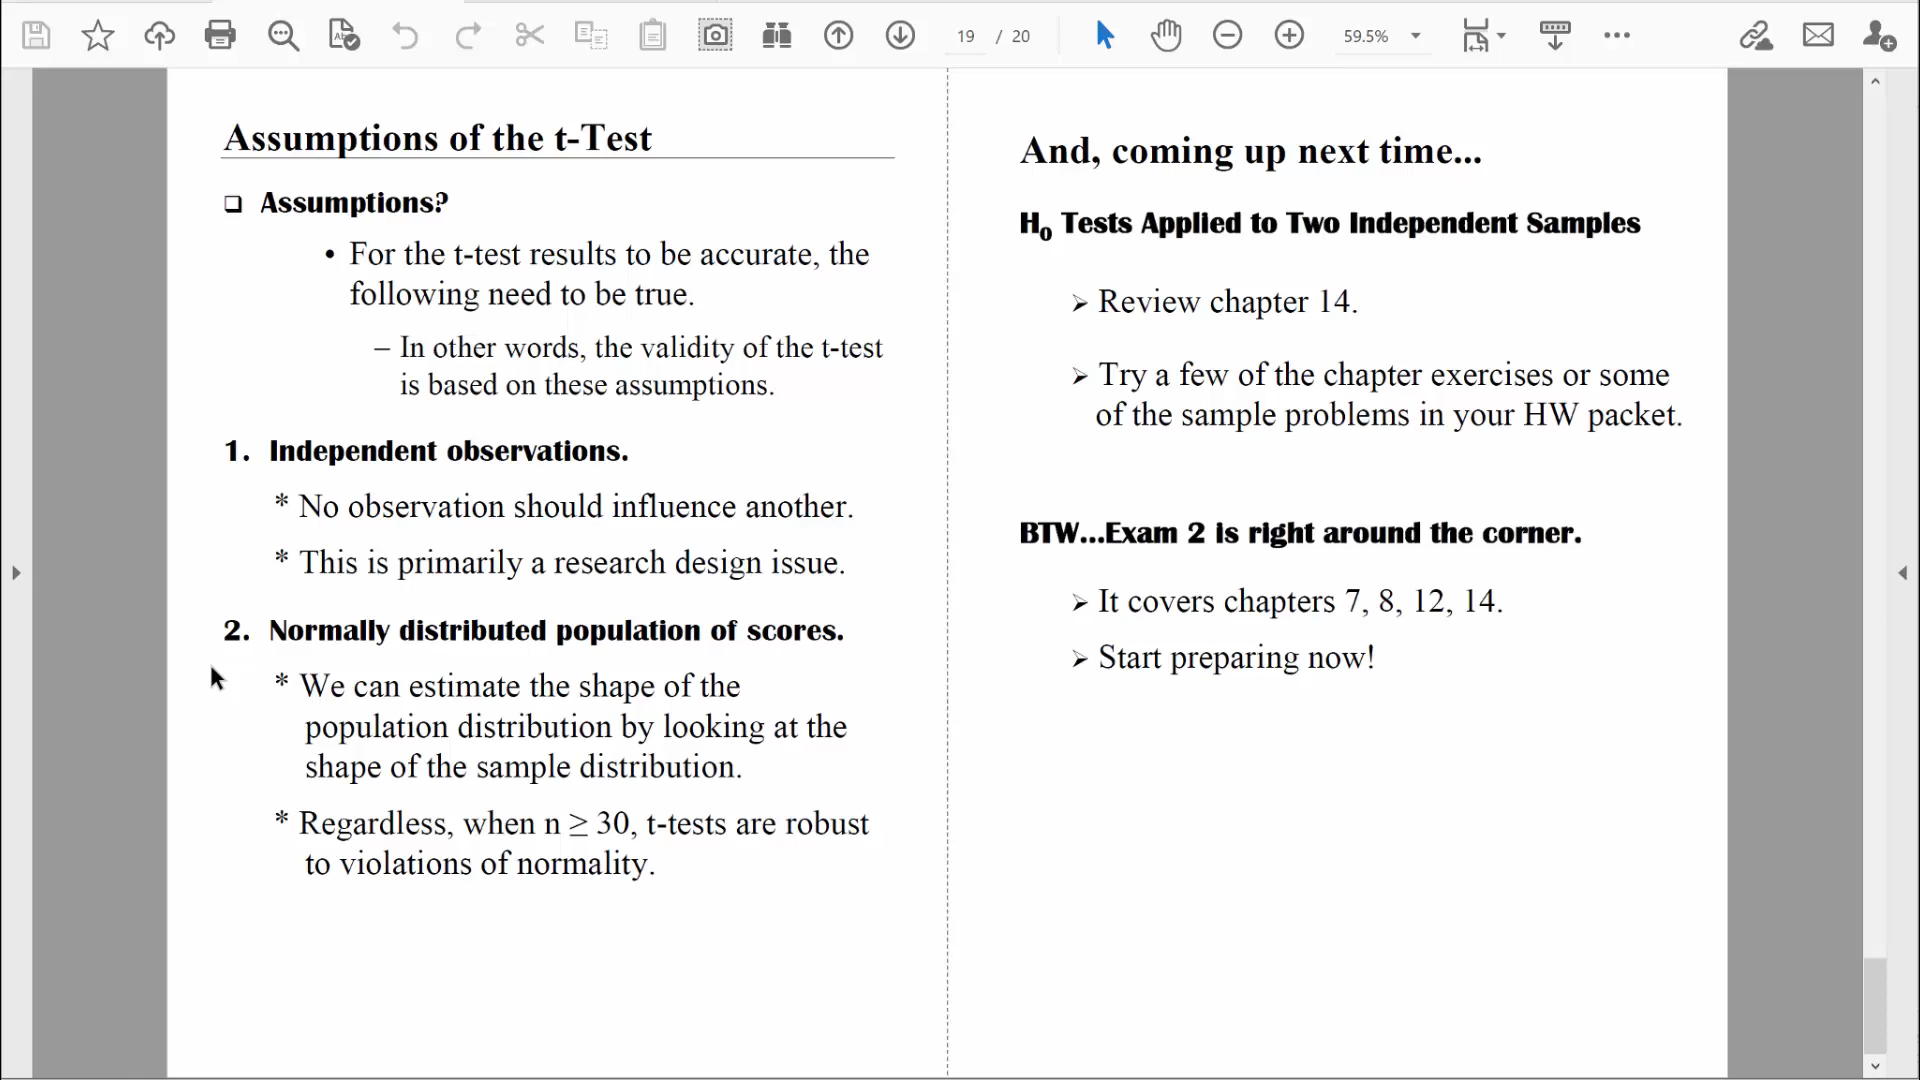 19 / 20
59.5%
Assumptions of the t-Test
❑ Assumptions?
• For the t-test results to be accurate, the
following need to be true.
– In other words, the validity of the t-test
is based on these assumptions.
1. Independent observations.
* No observation should influence another.
* This is primarily a research design issue.
2. Normally distributed population of scores.
* We can estimate the shape of the
population distribution by looking at the
shape of the sample distribution.
* Regardless, when n ≥ 30, t-tests are robust
to violations of normality.
And, coming up next time...
H₀ Tests Applied to Two Independent Samples
➢ Review chapter 14.
➢ Try a few of the chapter exercises or some
of the sample problems in your HW packet.
BTW...Exam 2 is right around the corner.
➢ It covers chapters 7, 8, 12, 14.
➢ Start preparing now!